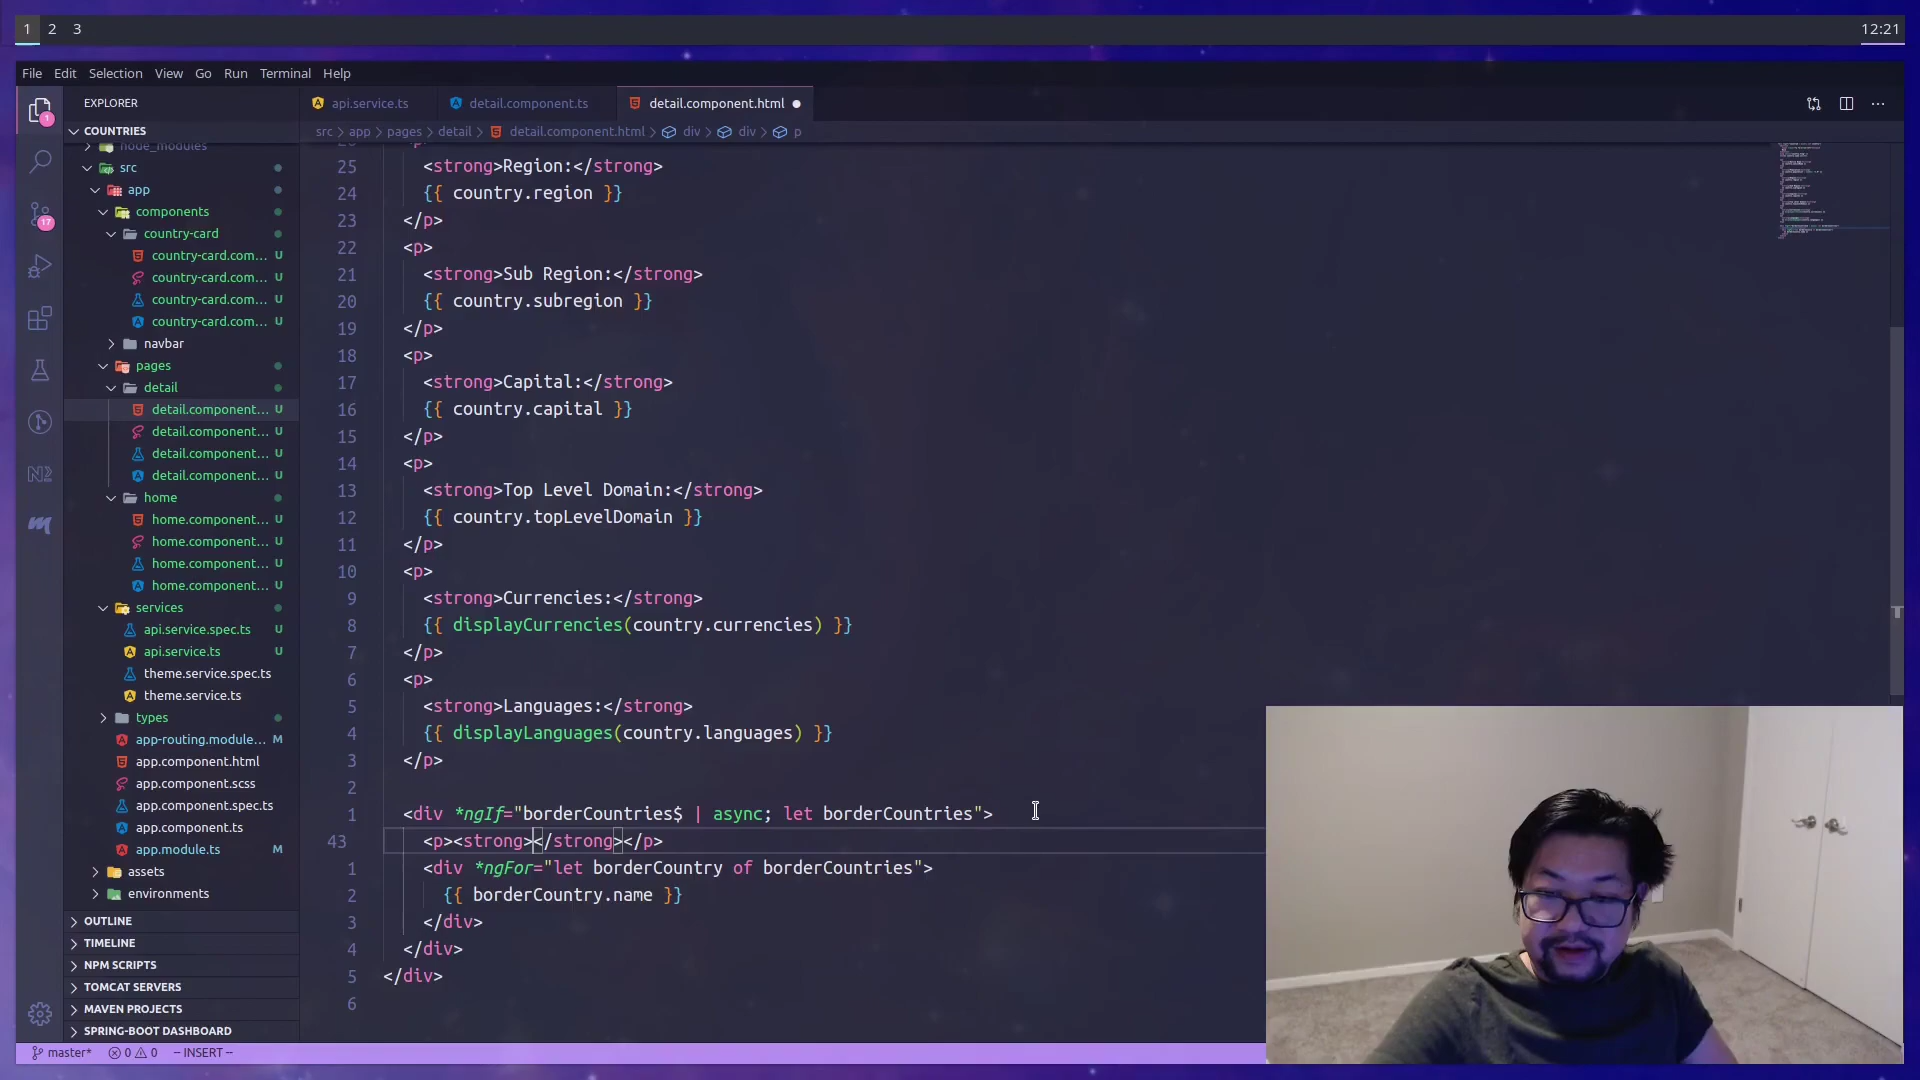 1 2 3
12:21
File Edit Selection View Go Run Terminal Help
EXPLORER
api.service.ts
detail.component.ts
detail.component.html
COUNTRIES
src > app > pages > detail > detail.component.html > div > div > p
node_modules
src
app
components
country-card
country-card.com... U
country-card.com... U
country-card.com... U
country-card.com... U
navbar
pages
detail
detail.component... U
detail.component... U
detail.component... U
detail.component... U
home
home.component... U
home.component... U
home.component... U
home.component... U
services
api.service.spec.ts U
api.service.ts U
theme.service.spec.ts
theme.service.ts
types
app-routing.module... M
app.component.html
app.component.scss
app.component.spec.ts
app.component.ts
app.module.ts M
assets
environments
OUTLINE
TIMELINE
NPM SCRIPTS
TOMCAT SERVERS
MAVEN PROJECTS
SPRING-BOOT DASHBOARD
1
17
25 <strong>Region:</strong>
24 {{ country.region }}
23 </p>
22 <p>
21 <strong>Sub Region:</strong>
20 {{ country.subregion }}
19 </p>
18 <p>
17 <strong>Capital:</strong>
16 {{ country.capital }}
15 </p>
14 <p>
13 <strong>Top Level Domain:</strong>
12 {{ country.topLevelDomain }}
11 </p>
10 <p>
9 <strong>Currencies:</strong>
8 {{ displayCurrencies(country.currencies) }}
7 </p>
6 <p>
5 <strong>Languages:</strong>
4 {{ displayLanguages(country.languages) }}
3 </p>
2
1 <div *ngIf="borderCountries$ | async; let borderCountries">
43 <p><strong></strong></p>
1 <div *ngFor="let borderCountry of borderCountries">
2 {{ borderCountry.name }}
3 </div>
4 </div>
5 </div>
6
master* 0 0 -- INSERT --